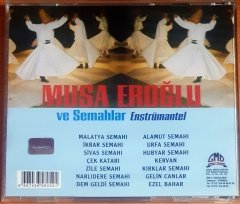 MUSA EROĞLU
ve Semahlar Enstrümantel
MALATYA SEMAHI
İKRAR SEMAHI
SİVAS SEMAHI
ÇEK KATARI
ZİLE SEMAHI
NARLIDERE SEMAHI
DEM GELDİ SEMAHI
ALAMUT SEMAHI
URFA SEMAHI
HUBYAR SEMAHI
KERVAN
KIRKLAR SEMAHI
GELİN CANLAR
EZEL BAHAR